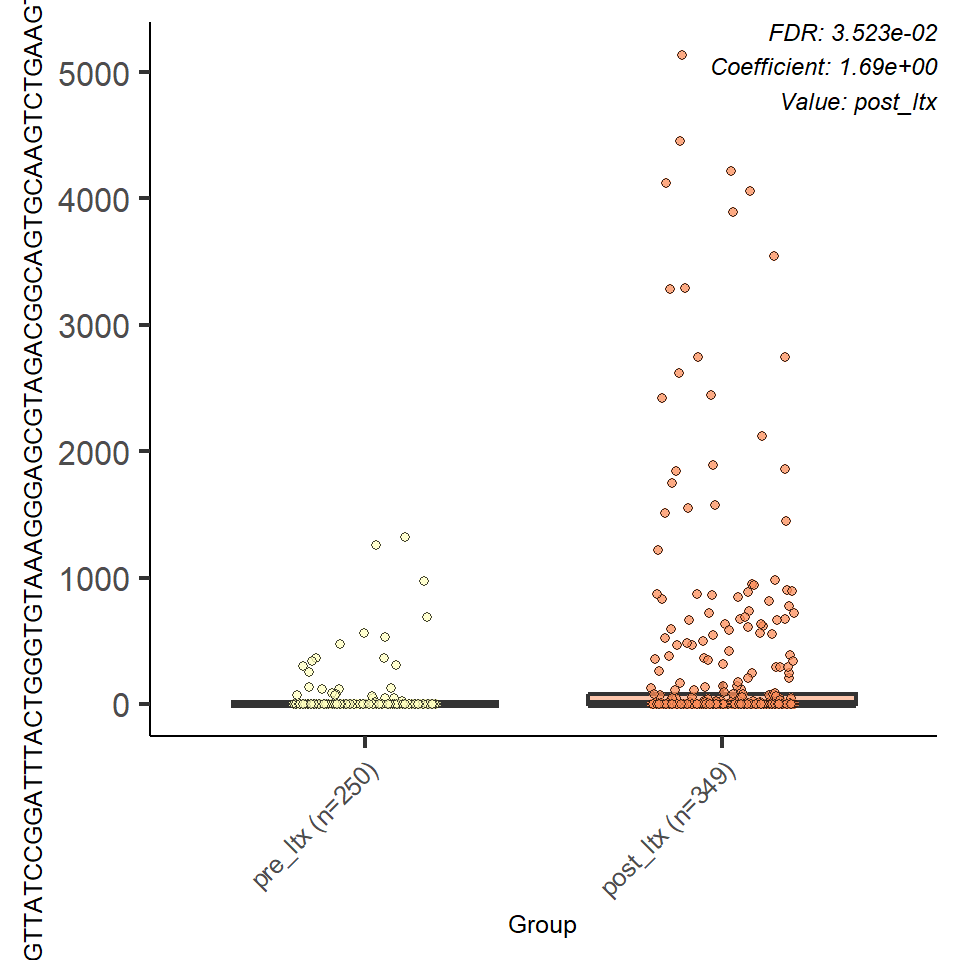 GTTATCCGGATTTACTGGGTGTAAAGGGAGCGTAGACGGCAGTGCAAGTCTGAAGT
FDR: 3.523e-02
Coefficient: 1.69e+00
Value: post_ltx
5000
4000
3000
2000
1000
0
pre_ltx (n=250)
post_ltx (n=349)
Group